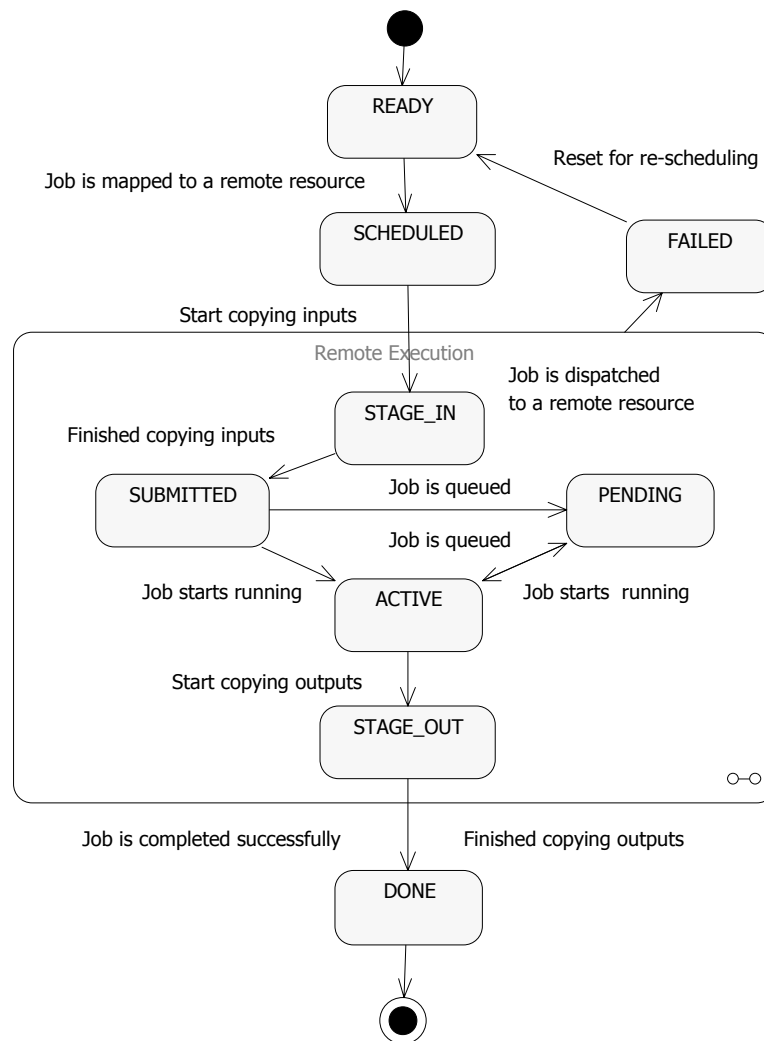 READY
Reset for re-scheduling
Job is mapped to a remote resource
SCHEDULED
FAILED
Start copying inputs
Remote Execution
Job is dispatched
to a remote resource
STAGE_IN
Finished copying inputs
SUBMITTED
Job is queued
PENDING
Job is queued
Job starts running
ACTIVE
Job starts  running
Start copying outputs
STAGE_OUT
Job is completed successfully
Finished copying outputs
DONE